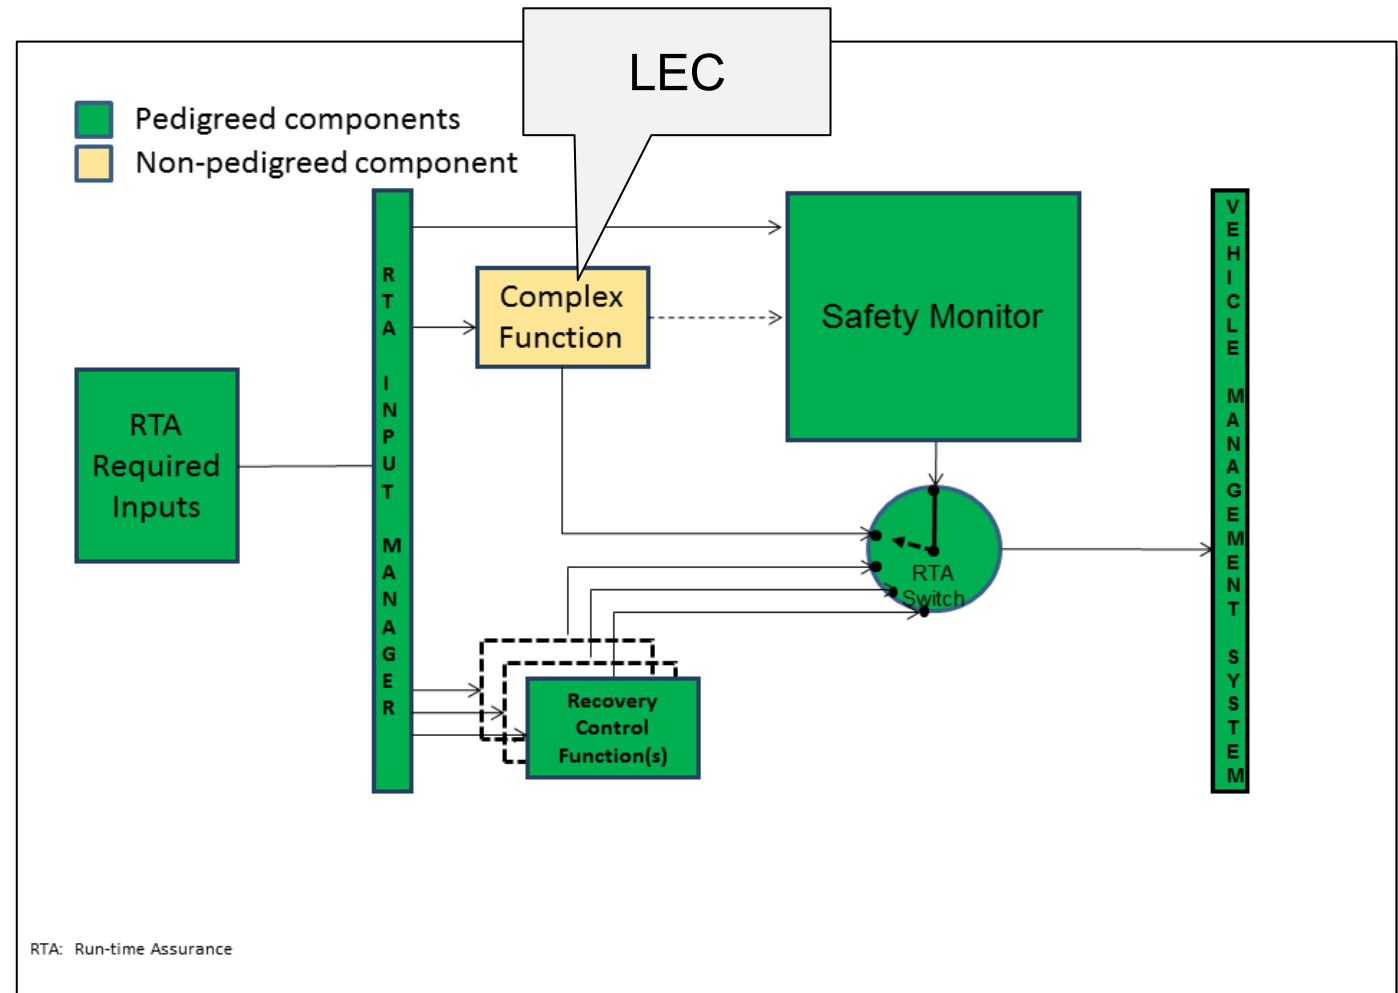 LEC
Pedigreed components
Non-pedigreed component
RTA INPUT MANAGER
Complex
Function
Safety Monitor
VEHICLE MANAGEMENT SYSTEM
RTA
Required
Inputs
RTA
Switch
Recovery
Control
Function(s)
RTA: Run-time Assurance